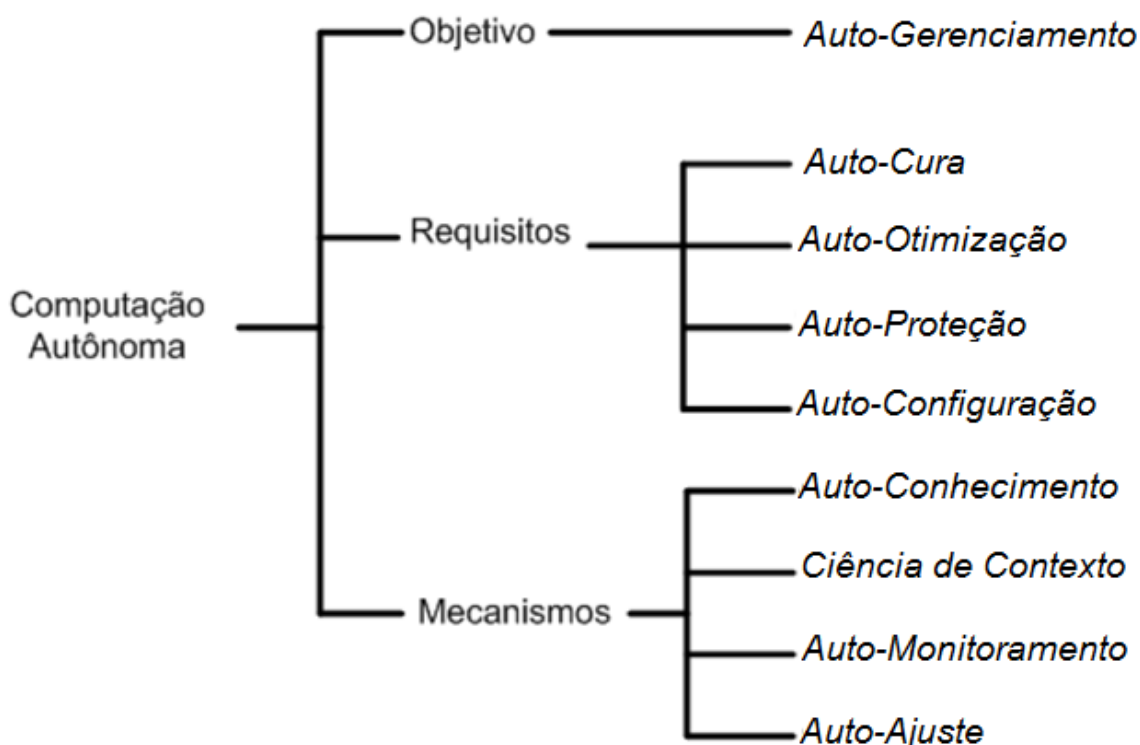 Objetivo
Auto-Gerenciamento
Auto-Cura
Requisitos
Auto-Otimização
Computação
Autônoma
Auto-Proteção
Auto-Configuração
Auto-Conhecimento
Ciência de Contexto
Mecanismos
Auto-Monitoramento
Auto-Ajuste